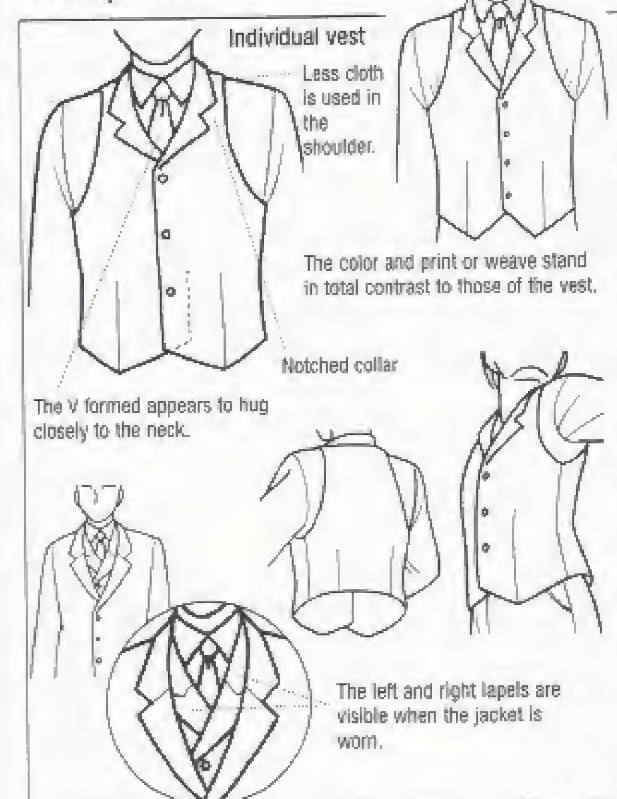 Individual vest
Less cloth
is used in
the
shoulder.
The color and print or weave stand
in total contrast to those of the vest.
Notched collar
The V formed appears to hug
closely to the neck.
The left and right lapels are
visible when the jacket is
worn.